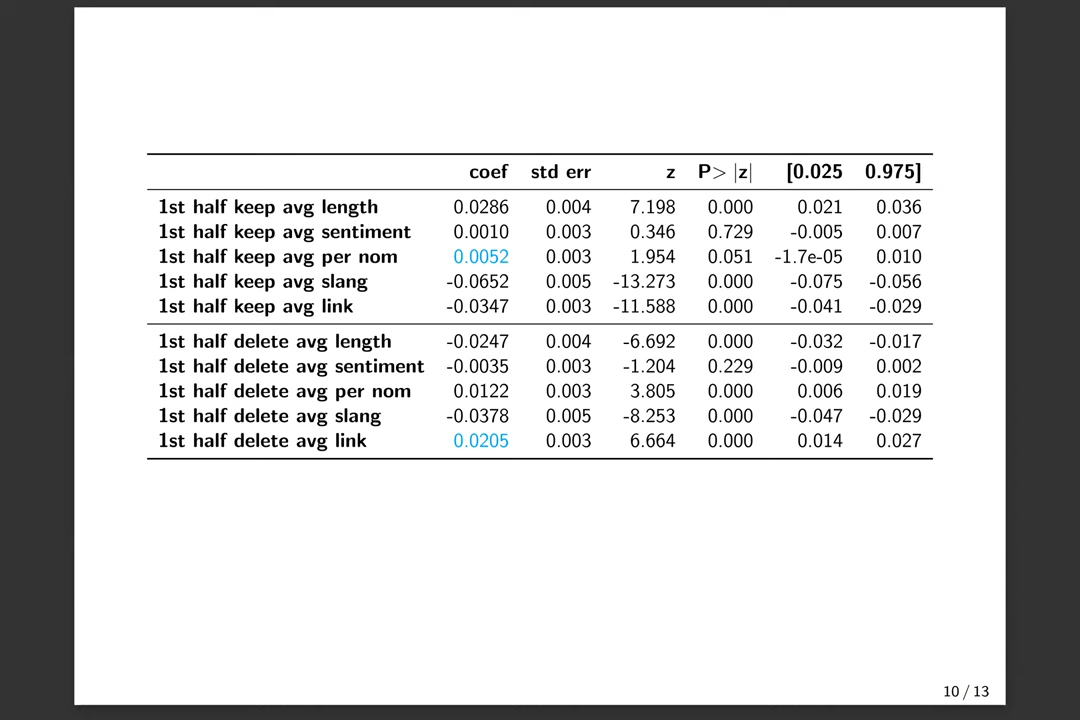 coef std err z P> |z| [0.025 0.975]
1st half keep avg length 0.0286 0.004 7.198 0.000 0.021 0.036
1st half keep avg sentiment 0.0010 0.003 0.346 0.729 -0.005 0.007
1st half keep avg per nom 0.0052 0.003 1.954 0.051 -1.7e-05 0.010
1st half keep avg slang -0.0652 0.005 -13.273 0.000 -0.075 -0.056
1st half keep avg link -0.0347 0.003 -11.588 0.000 -0.041 -0.029
1st half delete avg length -0.0247 0.004 -6.692 0.000 -0.032 -0.017
1st half delete avg sentiment -0.0035 0.003 -1.204 0.229 -0.009 0.002
1st half delete avg per nom 0.0122 0.003 3.805 0.000 0.006 0.019
1st half delete avg slang -0.0378 0.005 -8.253 0.000 -0.047 -0.029
1st half delete avg link 0.0205 0.003 6.664 0.000 0.014 0.027
10 / 13